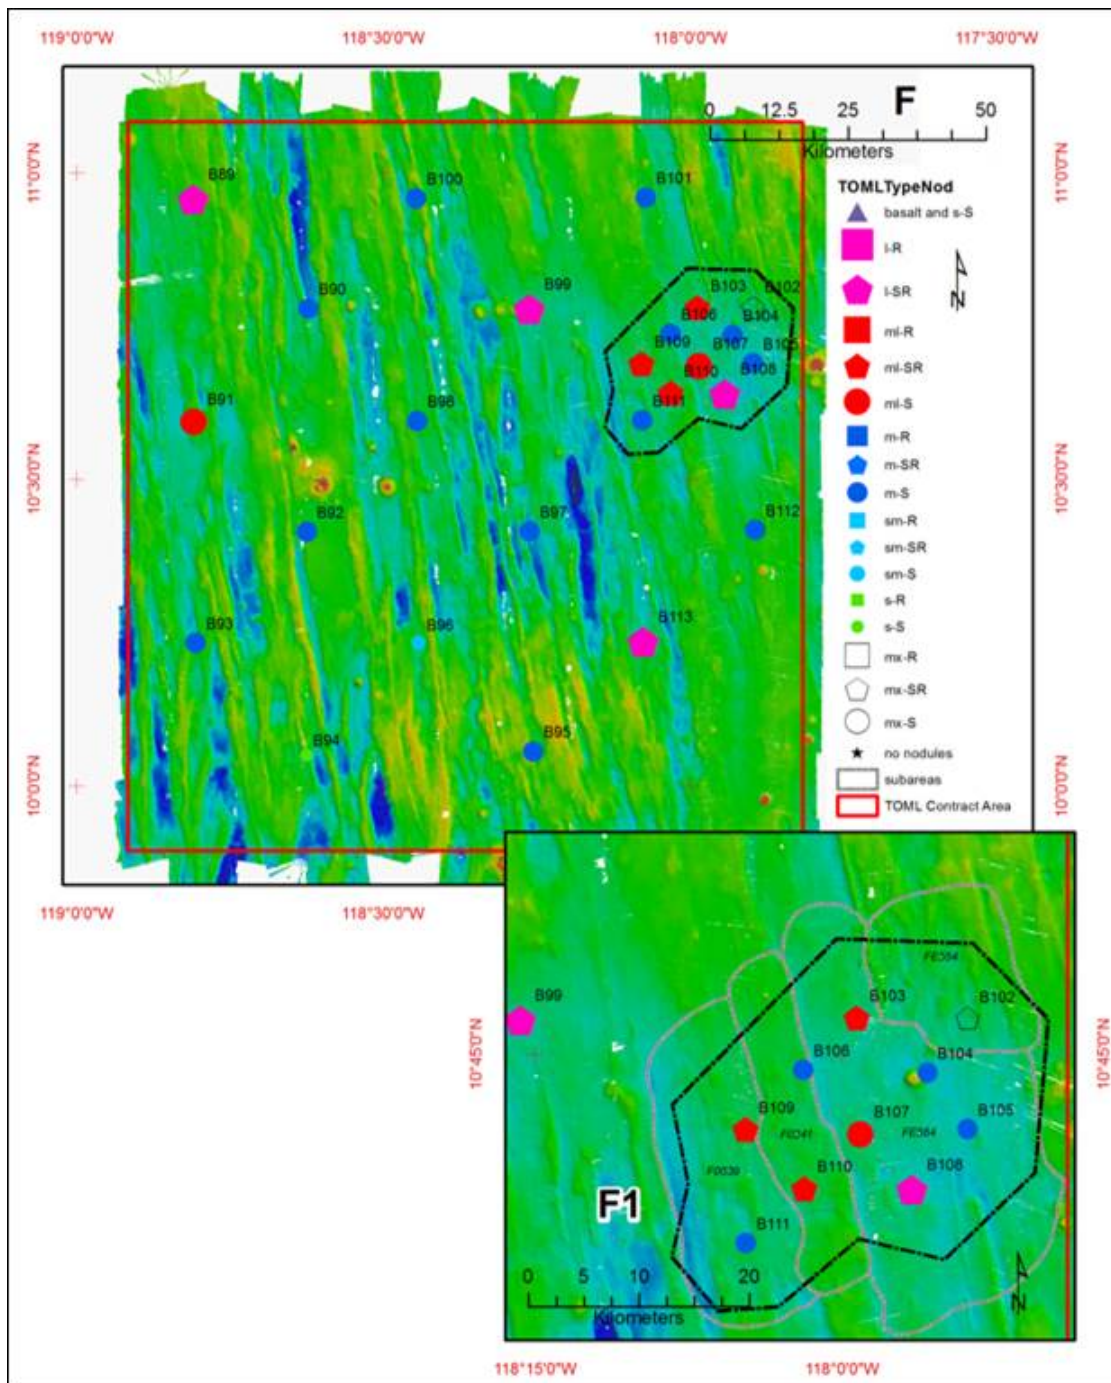 119°0'0"W 118°30'0"W 118°0'0"W 117°30'0"W
F
0 12.5 25 50
Kilometers
11°0'0"N
11°0'0"N
B89
B100
B101
TOMLTypeNod
basalt and s-S
l-R
l-SR
ml-R
ml-SR
ml-S
m-R
m-SR
m-S
sm-R
sm-SR
sm-S
s-R
s-S
mx-R
mx-SR
mx-S
no nodules
subareas
TOML Contract Area
N
B90
B99
B103
B102
B106
B104
B109
B107
B105
B110
B108
B91
B98
B111
10°30'0"N
10°30'0"N
B92
B97
B112
B93
B96
B113
B94
B95
10°0'0"N
10°0'0"N
119°0'0"W 118°30'0"W
FE364
B99
B103
B102
10°45'0"N
10°45'0"N
B106
B104
B109
B107
B105
B110
B108
F1
B111
0 5 10 20
Kilometers
N
118°15'0"W 118°0'0"W